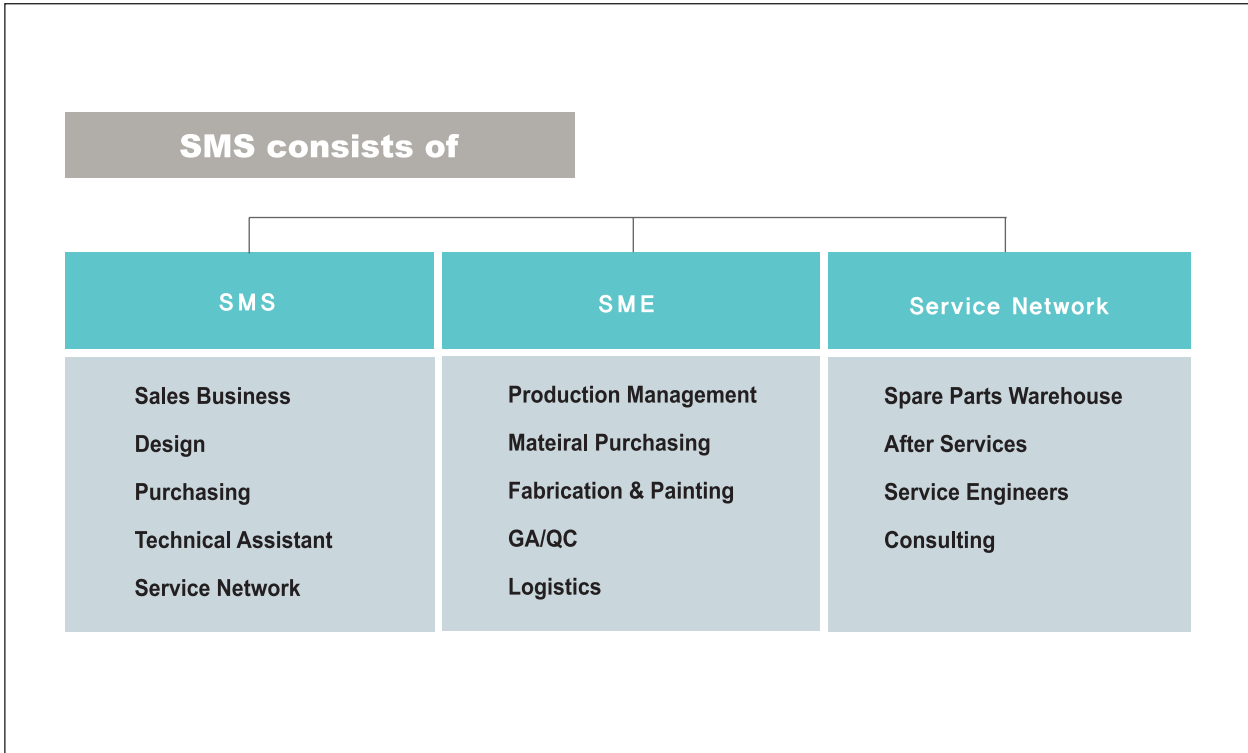 SMS consists of
SMS
Sales Business
Design
Purchasing
Technical Assistant
Service Network
SME
Production Management
Mateiral Purchasing
Fabrication & Painting
GA/QC
Logistics
Service Network
Spare Parts Warehouse
After Services
Service Engineers
Consulting